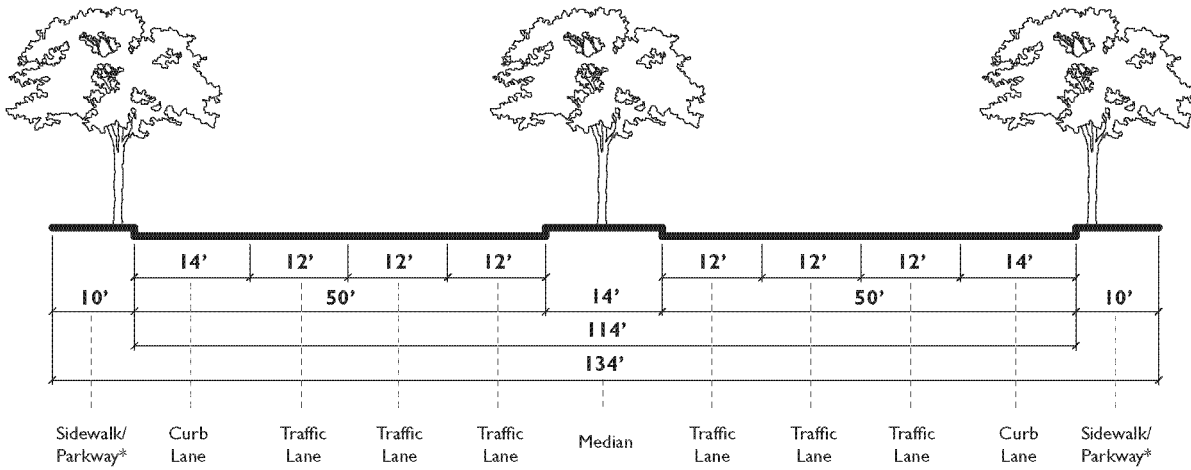 14’ 12’ 12’ 12’ 12’ 12’ 12’ 14’
10’ 50’ 14’ 50’ 10’
114’
134’
Sidewalk/ Curb Traffic Traffic Traffic Median Traffic Traffic Traffic Curb Sidewalk/
Parkway* Lane Lane Lane Lane Lane Lane Lane Lane Parkway*